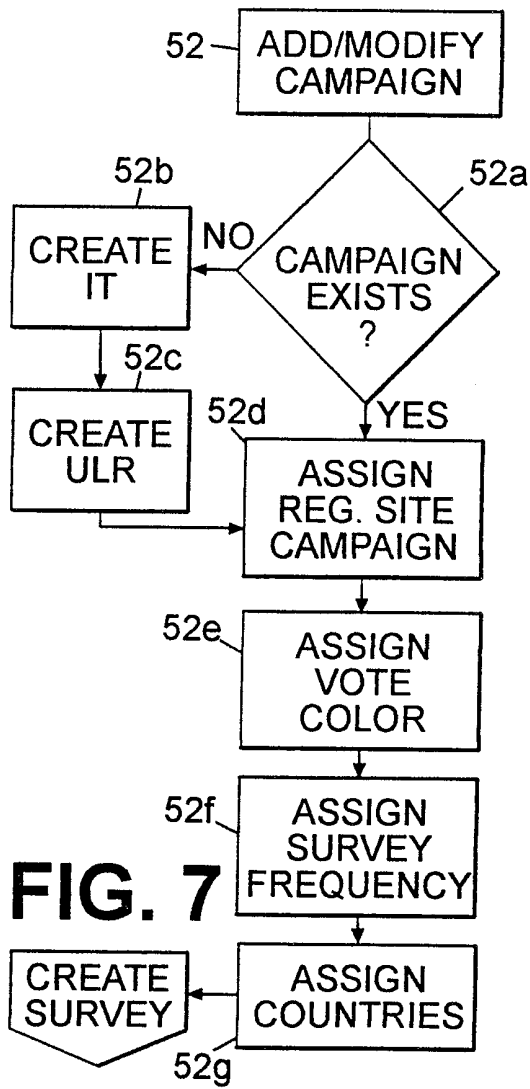 52
ADD/MODIFY
CAMPAIGN
52a
CAMPAIGN
EXISTS
?
NO
52b
CREATE
IT
52c
CREATE
ULR
YES
52d
ASSIGN
REG. SITE
CAMPAIGN
52e
ASSIGN
VOTE
COLOR
52f
ASSIGN
SURVEY
FREQUENCY
FIG. 7
ASSIGN
COUNTRIES
52g
CREATE
SURVEY